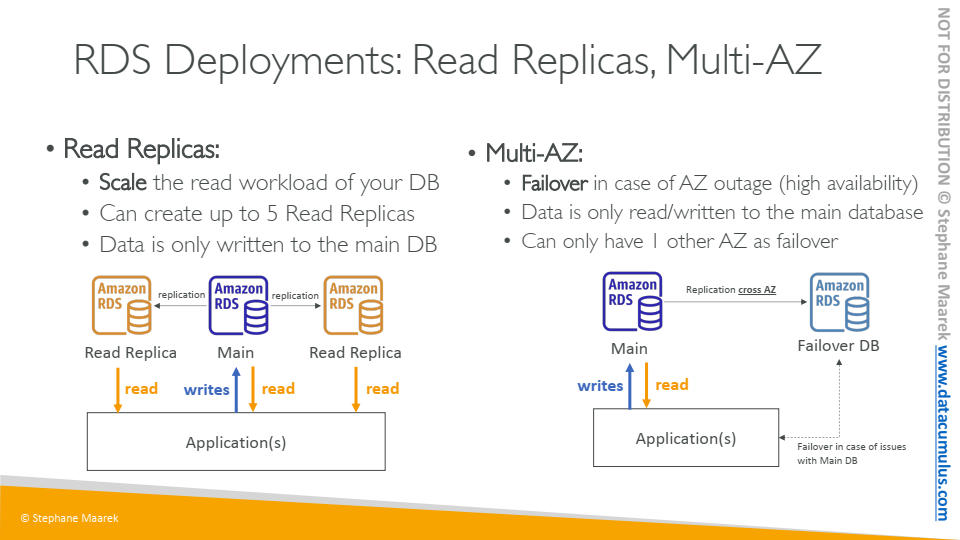 RDS Deployments: Read Replicas, Multi-AZ
• Read Replicas:
• Scale the read workload of your DB
• Can create up to 5 Read Replicas
• Data is only written to the main DB
Amazon
RDS
replication
Amazon
RDS
replication
Amazon
RDS
Read Replica
Main
Read Replica
read
writes
read
read
Application(s)
• Multi-AZ:
• Failover in case of AZ outage (high availability)
• Data is only read/written to the main database
• Can only have 1 other AZ as failover
Amazon
RDS
Replication cross AZ
Amazon
RDS
Main
Failover DB
writes
read
Application(s)
Failover in case of issues
with Main DB
NOT FOR DISTRIBUTION © Stephane Maarek www.datacumulus.com
© Stephane Maarek